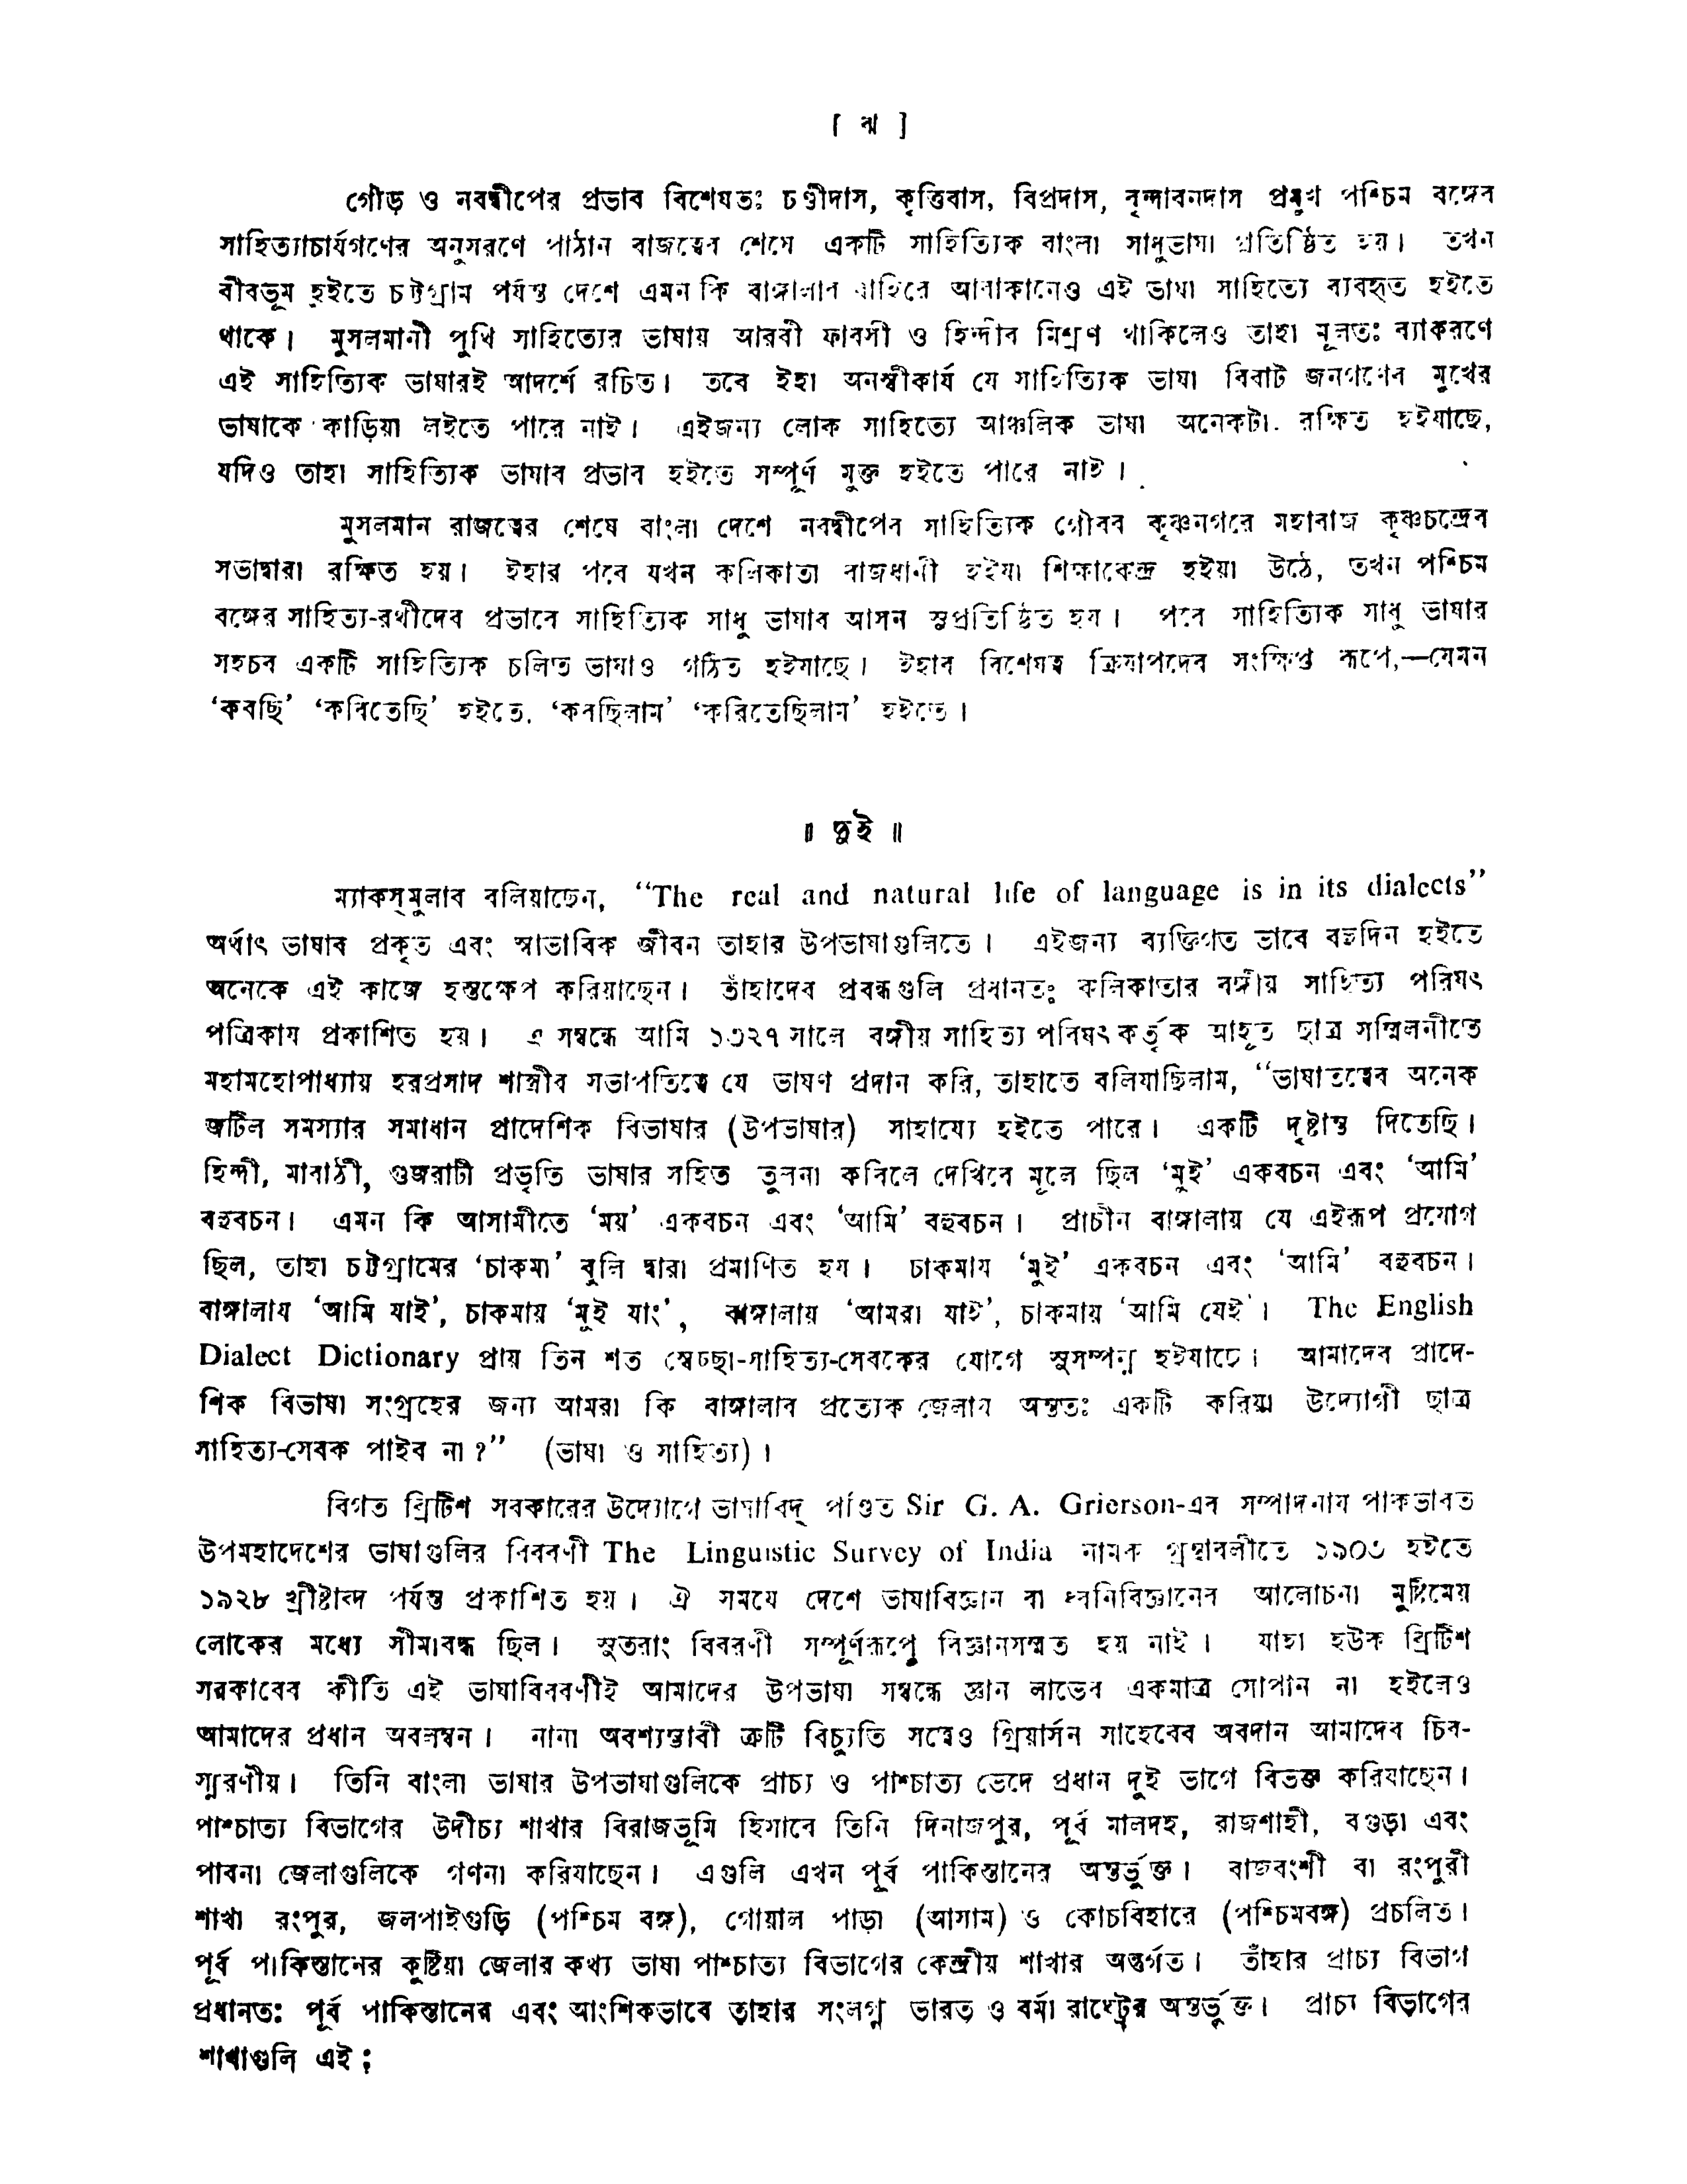 [ ঝ ]
গৌড় ও নবদ্বীপের প্রভাব বিশেষতঃ চণ্ডীদাস, কৃত্তিবাস, বিপ্রদাস, বৃন্দাবনদাস প্রমুখ পশ্চিম বঙ্গের
সাহিত্যাচার্যগণের অনুসরণে পাঠান রাজত্বের শেষে একটি সাহিত্যিক বাংলা সাধুভাষা প্রতিষ্ঠিত হয়। তখন
বীরভূম হইতে চট্টগ্রাম পর্যন্ত দেশে এমন কি বাঙ্গালার বাহিরে আরাকানেও এই ভাষা সাহিত্যে ব্যবহৃত হইতে
থাকে। মুসলমানী পুথি সাহিত্যের ভাষায় আরবী ফারসী ও হিন্দীর মিশ্রণ থাকিলেও তাহা মূলতঃ ব্যাকরণে
এই সাহিত্যিক ভাষারই আদর্শে রচিত। তবে ইহা অনস্বীকার্য যে সাহিত্যিক ভাষা বিরাট জনগণের মুখের
ভাষাকে কাড়িয়া লইতে পারে নাই। এইজন্য লোক সাহিত্যে আঞ্চলিক ভাষা অনেকটা রক্ষিত হইয়াছে,
যদিও তাহা সাহিত্যিক ভাষার প্রভাব হইতে সম্পূর্ণ মুক্ত হইতে পারে নাই।
মুসলমান রাজত্বের শেষে বাংলা দেশে নবদ্বীপের সাহিত্যিক গৌরব কৃষ্ণনগরে মহারাজ কৃষ্ণচন্দ্রের
সভাদ্বারা রক্ষিত হয়। ইহার পরে যখন কলিকাতা রাজধানী হইয়া শিক্ষাকেন্দ্র হইয়া উঠে, তখন পশ্চিম
বঙ্গের সাহিত্য-রথীদের প্রভাবে সাহিত্যিক সাধু ভাষার আসন সুপ্রতিষ্ঠিত হয়। পরে সাহিত্যিক সাধু ভাষার
সহচর একটি সাহিত্যিক চলিত ভাষাও গঠিত হইয়াছে। ইহার বিশেষত্ব ক্রিয়াপদের সংক্ষিপ্ত রূপে,—যেমন
‘করছি’ ‘করিতেছি’ হইতে, ‘করছিলাম’ ‘করিতেছিলাম’ হইতে।
॥ দুই ॥
ম্যাকস্‌মুলার বলিয়াছেন, “The real and natural life of language is in its dialects”
অর্থাৎ ভাষার প্রকৃত এবং স্বাভাবিক জীবন তাহার উপভাষাগুলিতে। এইজন্য ব্যক্তিগত ভাবে বহুদিন হইতে
অনেকে এই কাজে হস্তক্ষেপ করিয়াছেন। তাঁহাদের প্রবন্ধগুলি প্রধানতঃ কলিকাতার বঙ্গীয় সাহিত্য পরিষৎ
পত্রিকায় প্রকাশিত হয়। এ সম্বন্ধে আমি ১৩২৭ সালে বঙ্গীয় সাহিত্য পরিষৎ কর্তৃক আহূত ছাত্র সম্মিলনীতে
মহামহোপাধ্যায় হরপ্রসাদ শাস্ত্রীর সভাপতিত্বে যে ভাষণ প্রদান করি, তাহাতে বলিয়াছিলাম, “ভাষাতত্ত্বের অনেক
জটিল সমস্যার সমাধান প্রাদেশিক বিভাষার (উপভাষার) সাহায্যে হইতে পারে। একটি দৃষ্টান্ত দিতেছি।
হিন্দী, মারাঠী, গুজরাটী প্রভৃতি ভাষার সহিত তুলনা করিলে দেখিবে মূলে ছিল ‘মুই’ একবচন এবং ‘আমি’
বহুবচন। এমন কি আসামীতে ‘ময়’ একবচন এবং ‘আমি’ বহুবচন। প্রাচীন বাঙ্গালায় যে এইরূপ প্রয়োগ
ছিল, তাহা চট্টগ্রামের ‘চাকমা’ বুলি দ্বারা প্রমাণিত হয়। চাকমায় ‘মুই’ একবচন এবং ‘আমি’ বহুবচন।
বাঙ্গালায় ‘আমি যাই’, চাকমায় ‘মুই যাং’, বাঙ্গালায় ‘আমরা যাই’, চাকমায় ‘আমি যেই’। The English
Dialect Dictionary প্রায় তিন শত স্বেচ্ছা-সাহিত্য-সেবকের যোগে সুসম্পন্ন হইয়াছে। আমাদের প্রাদে-
শিক বিভাষা সংগ্রহের জন্য আমরা কি বাঙ্গালার প্রত্যেক জেলায় অন্ততঃ একটি করিয়া উদ্যোগী ছাত্র
সাহিত্য-সেবক পাইব না?” (ভাষা ও সাহিত্য)।
বিগত ব্রিটিশ সরকারের উদ্যোগে ভাষাবিদ্ পণ্ডিত Sir G. A. Grierson-এর সম্পাদনায় পাকভারত
উপমহাদেশের ভাষাগুলির বিবরণী The Linguistic Survey of India নামক গ্রন্থাবলীতে ১৯০৩ হইতে
১৯২৮ খ্রীষ্টাব্দ পর্যন্ত প্রকাশিত হয়। ঐ সময়ে দেশে ভাষাবিজ্ঞান বা ধ্বনিবিজ্ঞানের আলোচনা মুষ্টিমেয়
লোকের মধ্যে সীমাবদ্ধ ছিল। সুতরাং বিবরণী সম্পূর্ণরূপে বিজ্ঞানসম্মত হয় নাই। যাহা হউক ব্রিটিশ
সরকারের কীর্তি এই ভাষাবিবরণীই আমাদের উপভাষা সম্বন্ধে জ্ঞান লাভের একমাত্র সোপান না হইলেও
আমাদের প্রধান অবলম্বন। নানা অবশ্যম্ভাবী ত্রুটি বিচ্যুতি সত্ত্বেও গ্রিয়ার্সন সাহেবের অবদান আমাদের চির-
স্মরণীয়। তিনি বাংলা ভাষার উপভাষাগুলিকে প্রাচ্য ও পাশ্চাত্য ভেদে প্রধান দুই ভাগে বিভক্ত করিয়াছেন।
পাশ্চাত্য বিভাগের উদীচ্য শাখার বিরাজভূমি হিসাবে তিনি দিনাজপুর, পূর্ব মালদহ, রাজশাহী, বগুড়া এবং
পাবনা জেলাগুলিকে গণনা করিয়াছেন। এগুলি এখন পূর্ব পাকিস্তানের অন্তর্ভুক্ত। রাজবংশী বা রংপুরী
শাখা রংপুর, জলপাইগুড়ি (পশ্চিম বঙ্গ), গোয়াল পাড়া (আসাম) ও কোচবিহারে (পশ্চিমবঙ্গ) প্রচলিত।
পূর্ব পাকিস্তানের কুষ্টিয়া জেলার কথ্য ভাষা পাশ্চাত্য বিভাগের কেন্দ্রীয় শাখার অন্তর্গত। তাঁহার প্রাচ্য বিভাগ
প্রধানতঃ পূর্ব পাকিস্তানের এবং আংশিকভাবে তাহার সংলগ্ন ভারত ও বর্মা রাষ্ট্রের অন্তর্ভুক্ত। প্রাচ্য বিভাগের
শাখাগুলি এই: